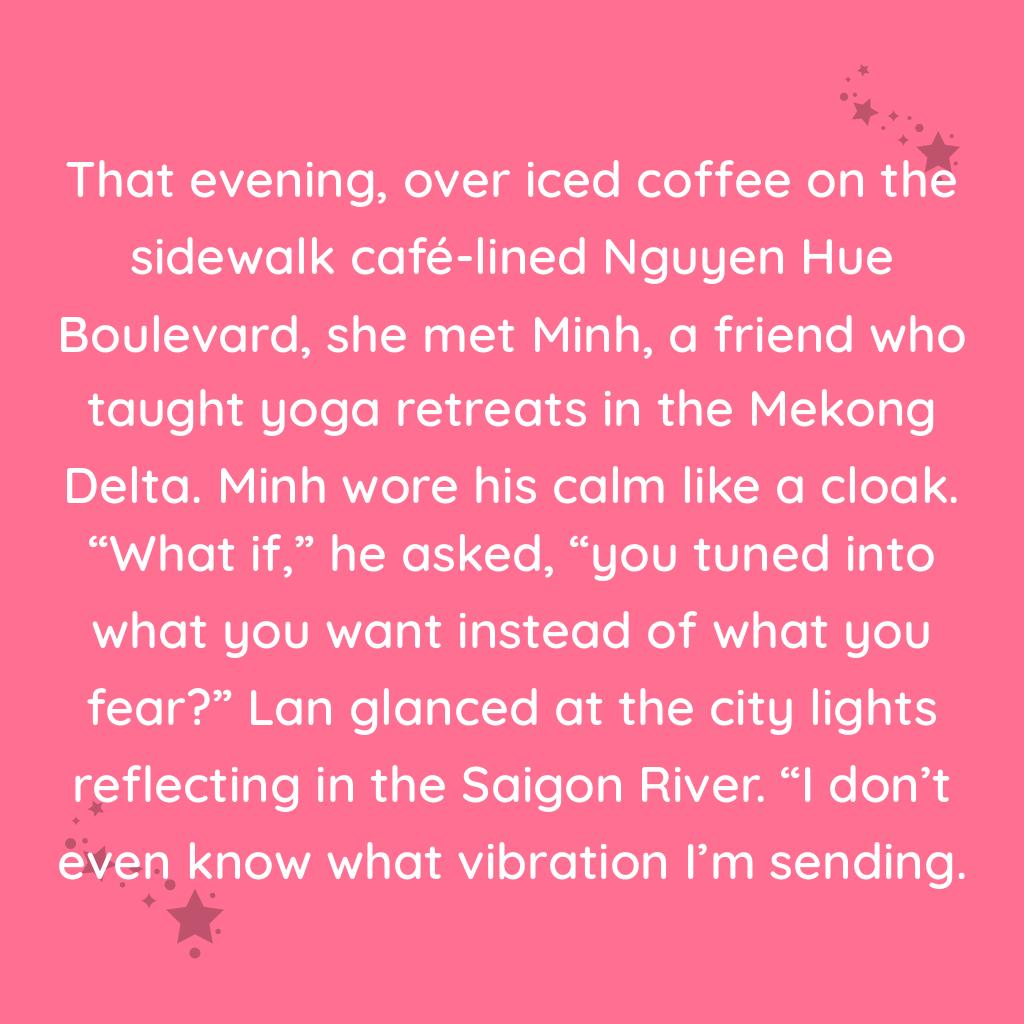 That evening, over iced coffee on the
sidewalk café-lined Nguyen Hue
Boulevard, she met Minh, a friend who
taught yoga retreats in the Mekong
Delta. Minh wore his calm like a cloak.
“What if,” he asked, “you tuned into
what you want instead of what you
fear?” Lan glanced at the city lights
reflecting in the Saigon River. “I don’t
even know what vibration I’m sending.